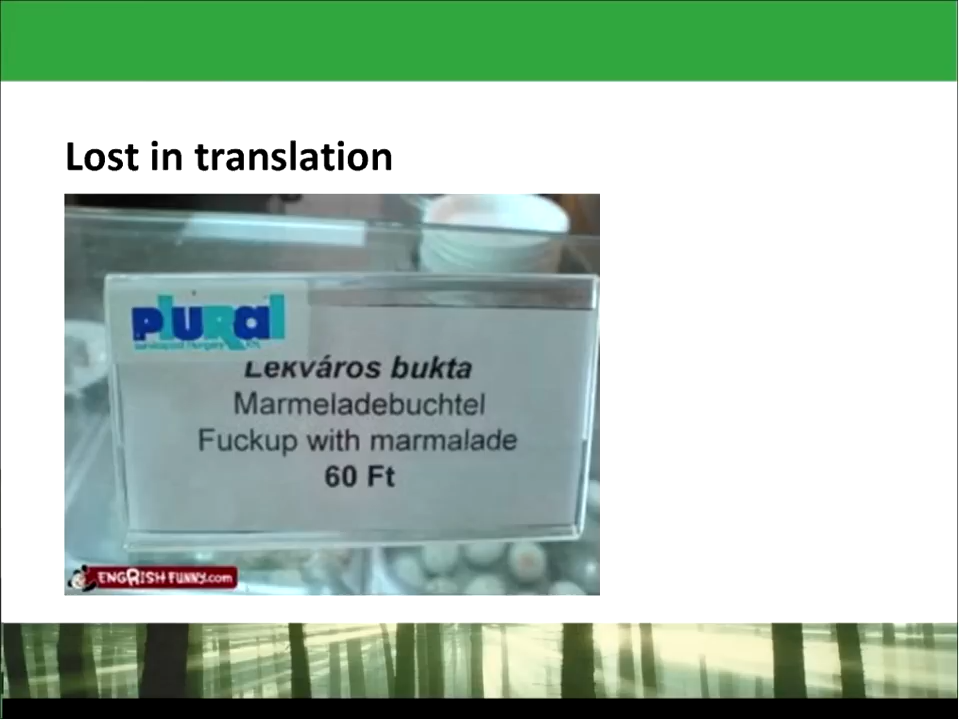 Lost in translation
plural
Lekváros bukta
Marmeladebuchtel
Fuckup with marmalade
60 Ft
ENGRISH FUNNY.com